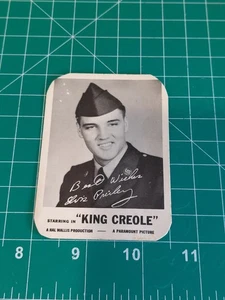 Best Wishes
Elvis Presley
STARRING IN "KING CREOLE"
A HAL WALLIS PRODUCTION — A PARAMOUNT PICTURE
8 9 10 11